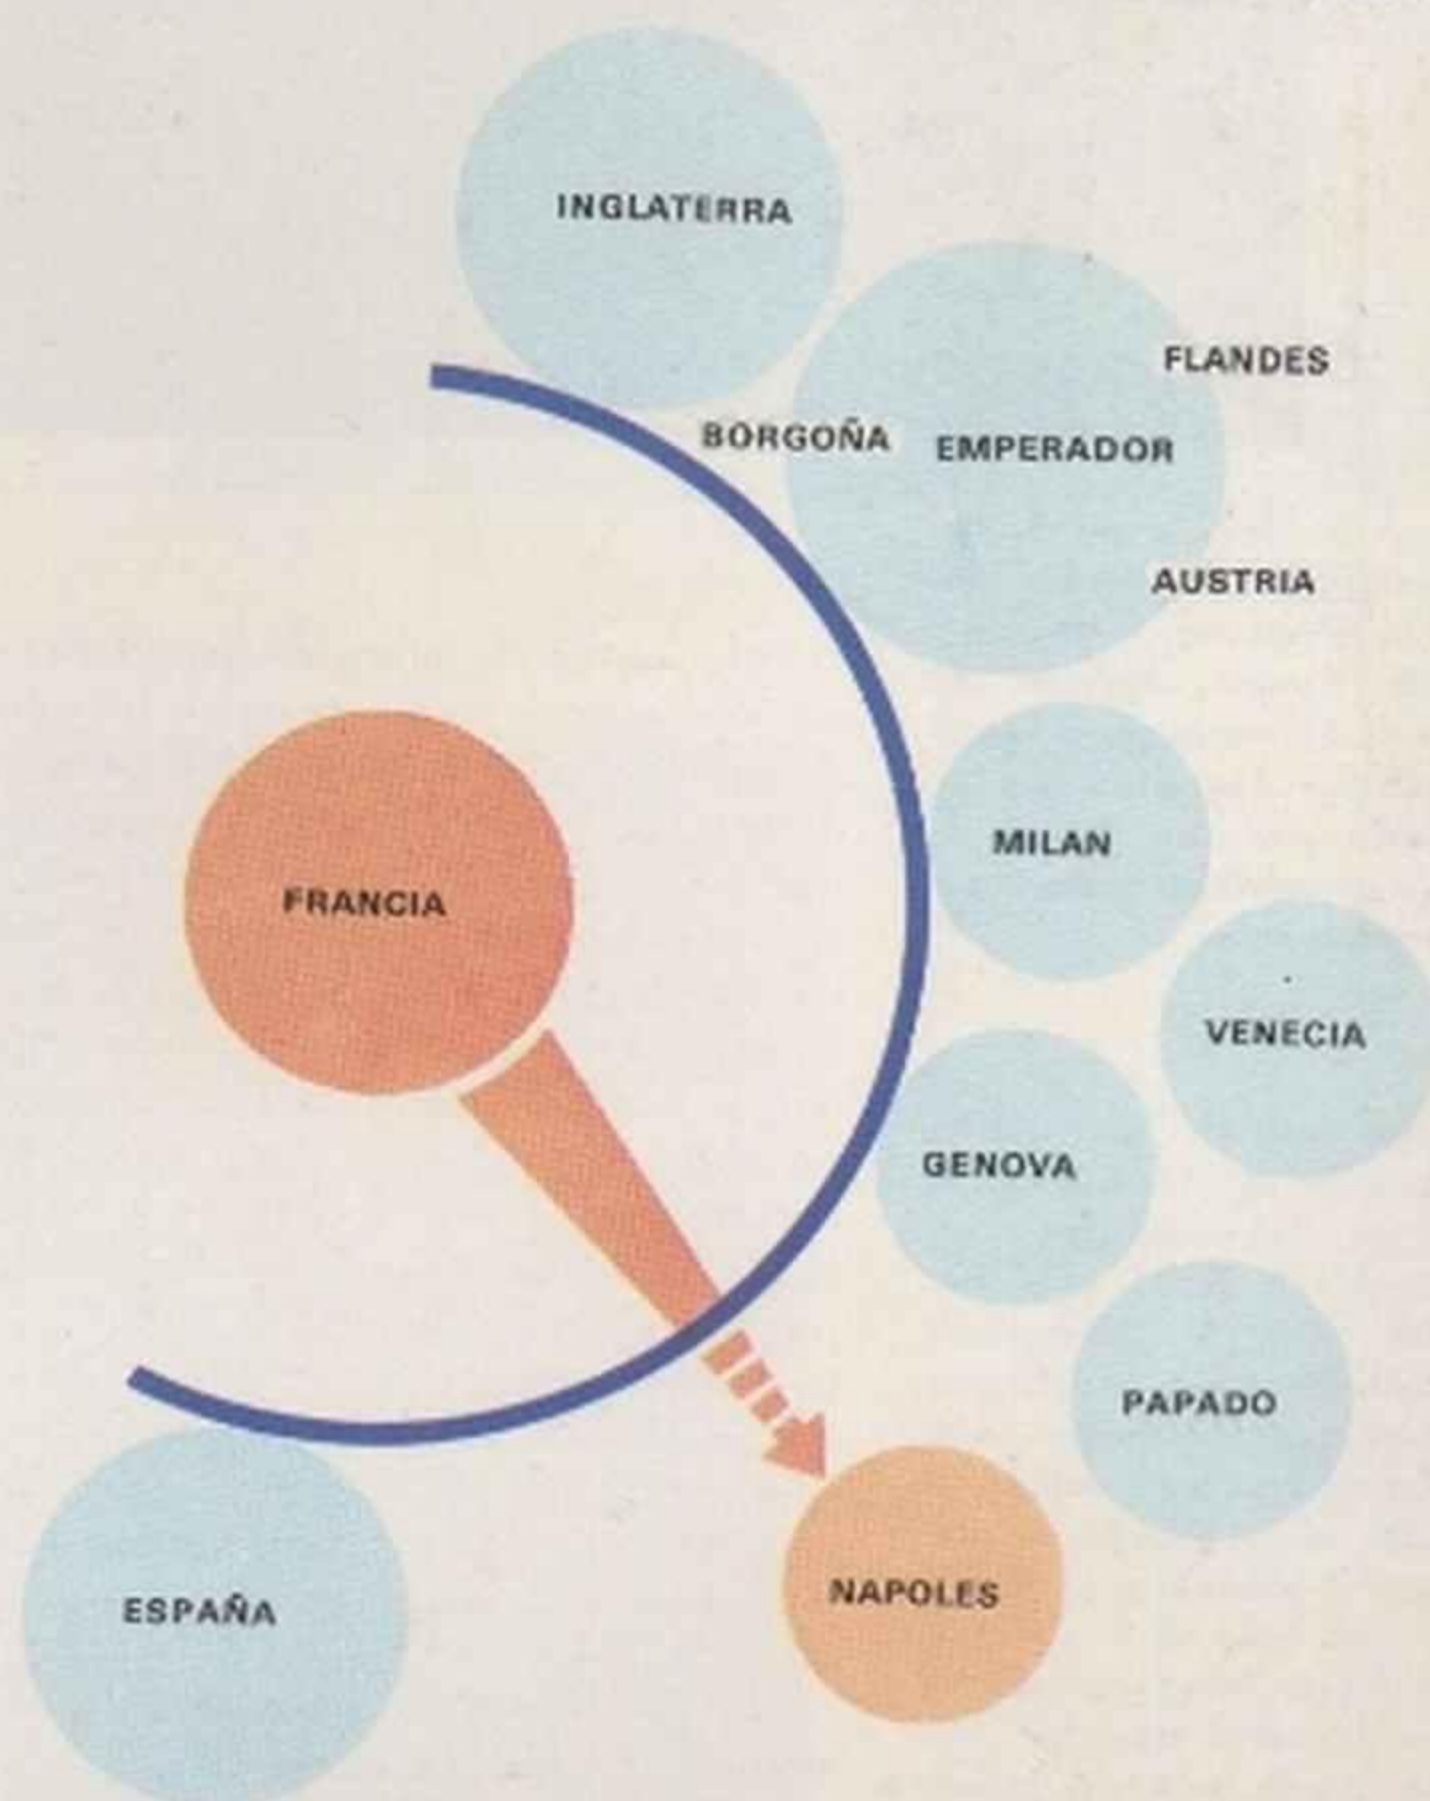 INGLATERRA
FLANDES
BORGOÑA
EMPERADOR
AUSTRIA
MILAN
FRANCIA
VENECIA
GENOVA
PAPADO
NAPOLES
ESPAÑA